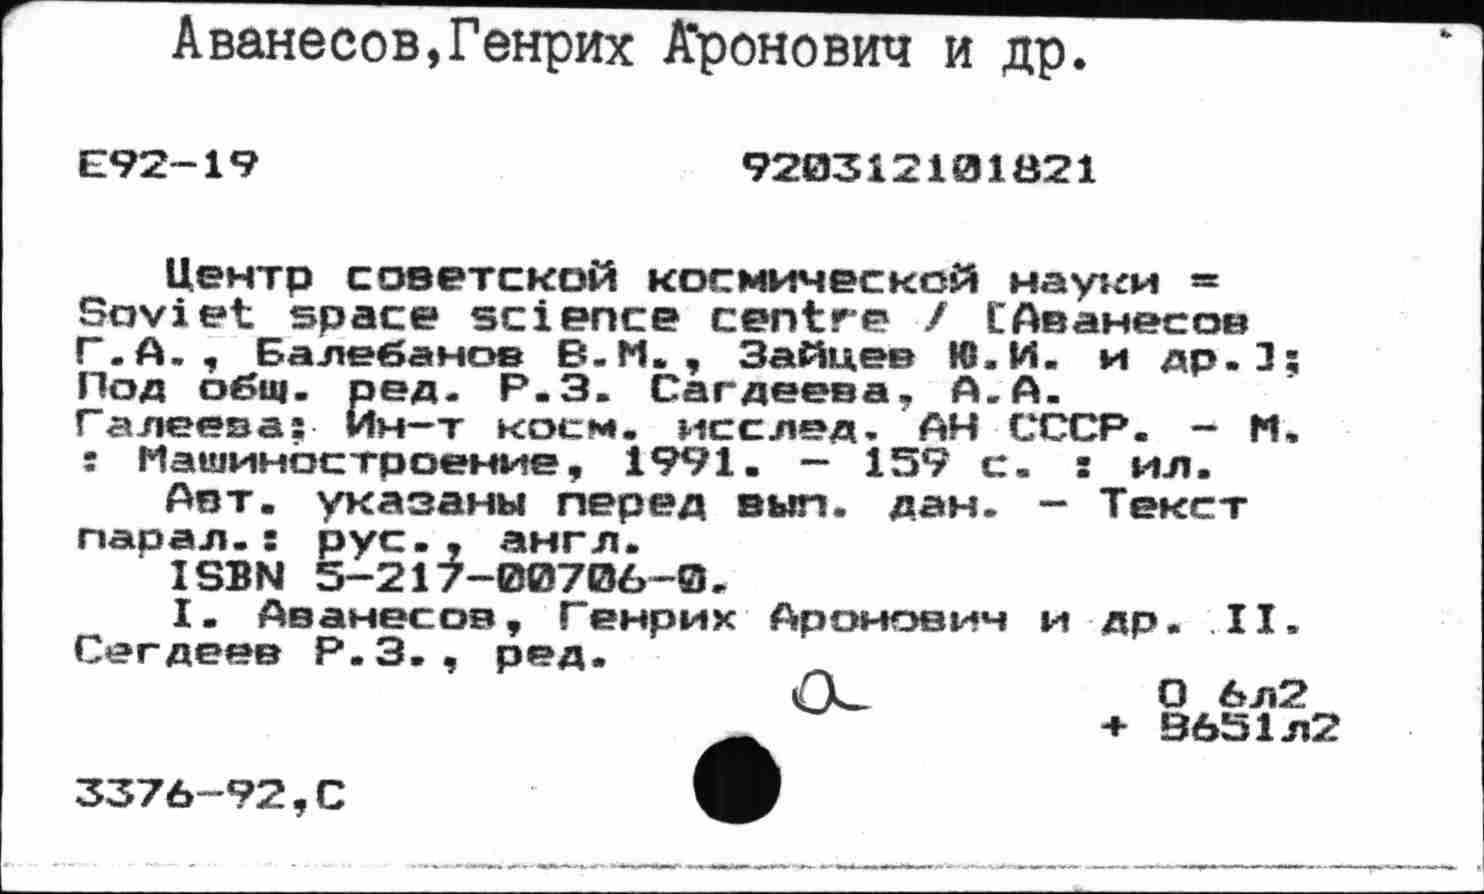 Аванесов,Генрих Аронович и др.
E92-19 920312101821
Центр советской космической науки =
Soviet space science centre / [Аванесов
Г.А., Балебанов В.М., Зайцев Ю.И. и др.];
Под общ. ред. Р.З. Сагдеева, А.А.
Галеева; Ин-т косм. исслед. АН СССР. - М.
: Машиностроение, 1991. - 159 с. : ил.
Авт. указаны перед вып. дан. - Текст
парал.: рус., англ.
ISBN 5-217-00706-0.
I. Аванесов, Генрих Аронович и др. II.
Сагдеев Р.З., ред.
a
О 6л2
+ В651л2
3376-92,С